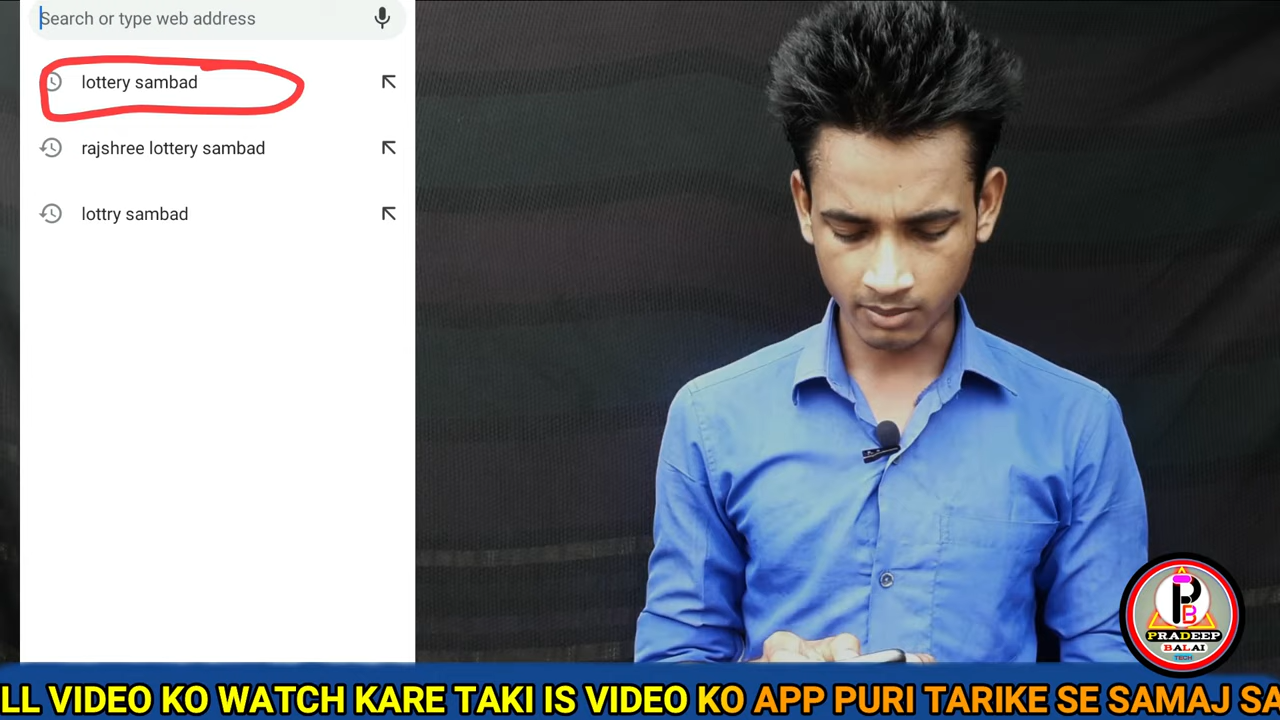 Search or type web address
lottery sambad
rajshree lottery sambad
lottry sambad
PB
PRADEEP
BALAI
TECH
LL VIDEO KO WATCH KARE TAKI IS VIDEO KO APP PURI TARIKE SE SAMAJ SA